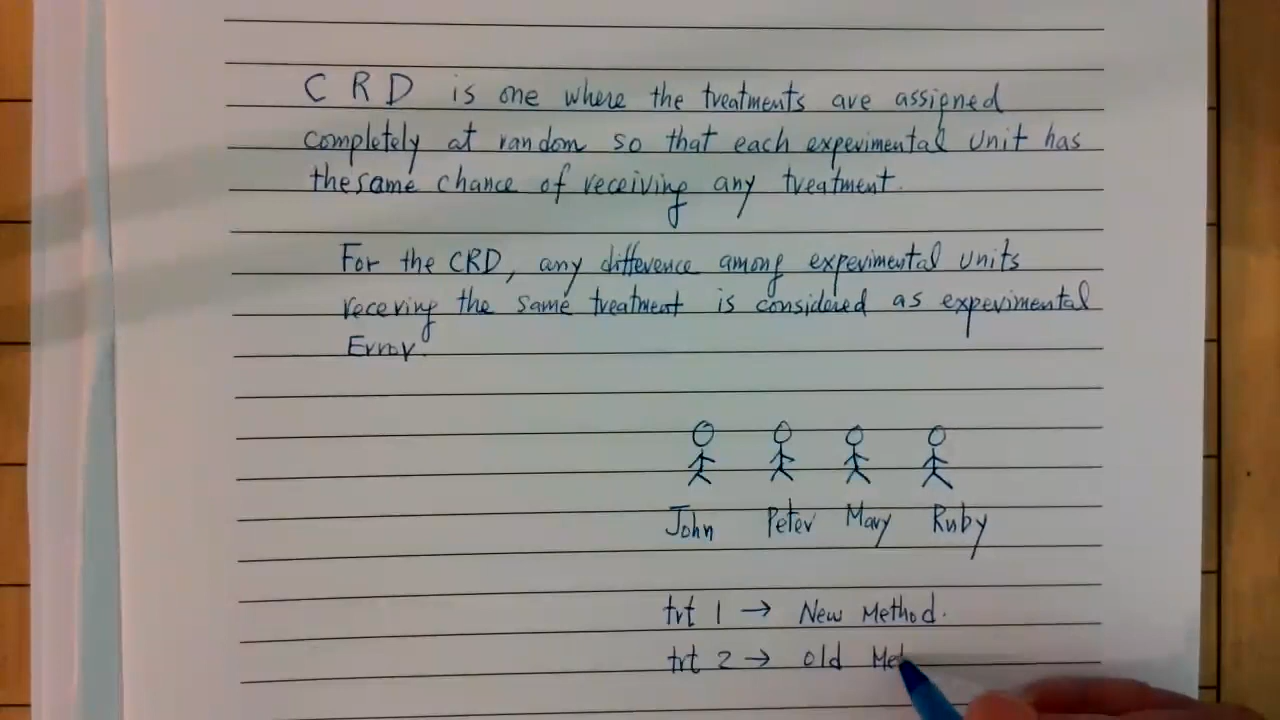 C R D is one where the treatments are assigned
completely at random so that each experimental unit has
the same chance of receiving any treatment.
For the CRD, any difference among experimental units
receving the same treatment is considered as experimental
Error.
John Peter Mary Ruby
trt 1 → New Method.
trt 2 → old Met